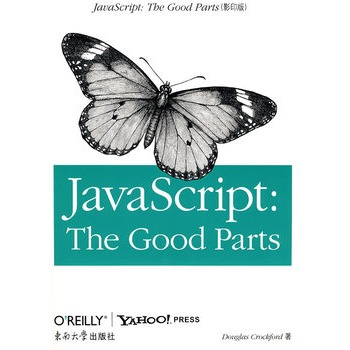 JavaScript: The Good Parts(影印版)
JavaScript:
The Good Parts
O'REILLY® YAHOO! PRESS
东南大学出版社
Douglas Crockford 著